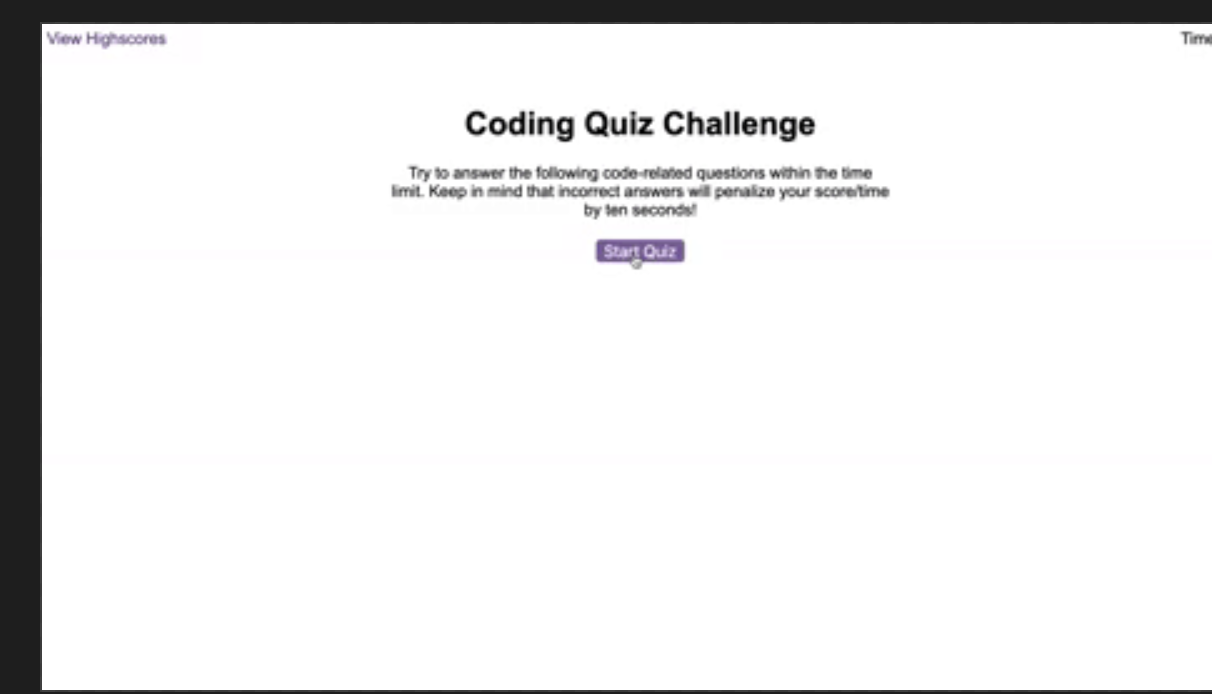 View Highscores
Time
Coding Quiz Challenge
Try to answer the following code-related questions within the time
limit. Keep in mind that incorrect answers will penalize your score/time
by ten seconds!
Start Quiz